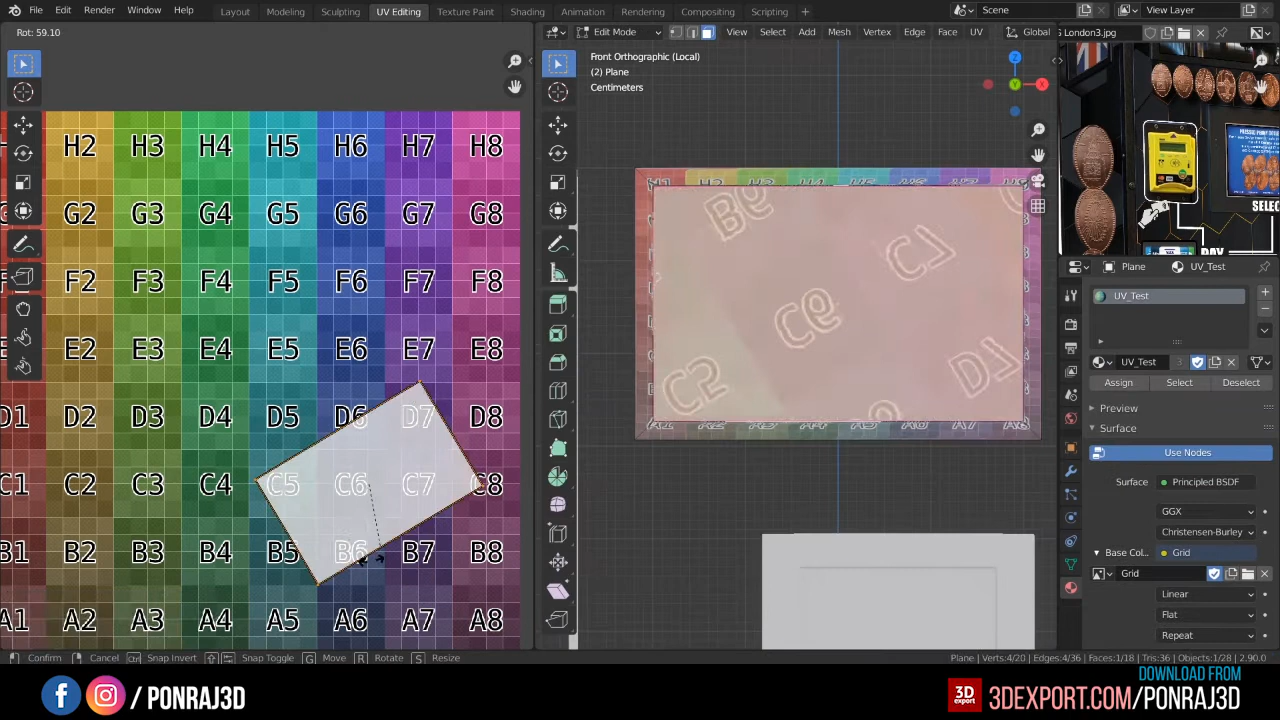 File Edit Render Window Help
Layout Modeling Sculpting UV Editing Texture Paint Shading Animation Rendering Compositing Scripting +
Scene
View Layer
Rot: 59.10
Edit Mode View Select Add Mesh Vertex Edge Face UV Global
London3.jpg
Front Orthographic (Local)
(2) Plane
Centimeters
Z
Y
X
H2 H3 H4 H5 H6 H7 H8
G2 G3 G4 G5 G6 G7 G8
F2 F3 F4 F5 F6 F7 F8
E2 E3 E4 E5 E6 E7 E8
D1 D2 D3 D4 D5 D6 D7 D8
C1 C2 C3 C4 C5 C6 C7 C8
B1 B2 B3 B4 B5 B6 B7 B8
A1 A2 A3 A4 A5 A6 A7 A8
Plane
UV_Test
UV_Test
UV_Test
3
Assign Select Deselect
Preview
Surface
Use Nodes
Surface Principled BSDF
GGX
Christensen-Burley
Base Col... Grid
Grid
Linear
Flat
Repeat
Confirm Cancel Ctrl Snap Invert Snap Toggle G Move R Rotate S Resize
Plane | Verts:4/20 | Edges:4/36 | Faces:1/18 | Tris:36 | Objects:1/28 | 2.90.0
/ PONRAJ3D
DOWNLOAD FROM
3D export
3DEXPORT.COM/PONRAJ3D